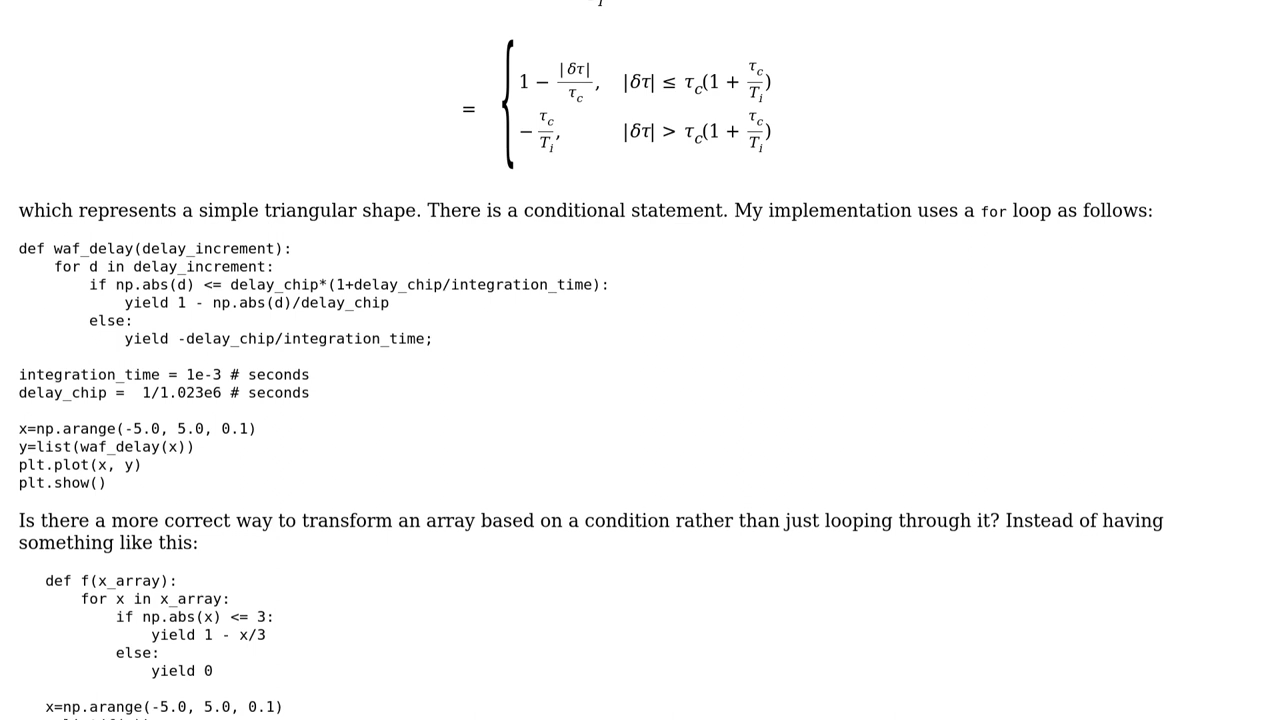 = { 1 − |δτ|/τ_c, |δτ| ≤ τ_c(1 + τ_c/T_i)
−τ_c/T_i, |δτ| > τ_c(1 + τ_c/T_i)
which represents a simple triangular shape. There is a conditional statement. My implementation uses a for loop as follows:
def waf_delay(delay_increment):
    for d in delay_increment:
        if np.abs(d) <= delay_chip*(1+delay_chip/integration_time):
            yield 1 - np.abs(d)/delay_chip
        else:
            yield -delay_chip/integration_time;
integration_time = 1e-3 # seconds
delay_chip =  1/1.023e6 # seconds
x=np.arange(-5.0, 5.0, 0.1)
y=list(waf_delay(x))
plt.plot(x, y)
plt.show()
Is there a more correct way to transform an array based on a condition rather than just looping through it? Instead of having
something like this:
def f(x_array):
    for x in x_array:
        if np.abs(x) <= 3:
            yield 1 - x/3
        else:
            yield 0
x=np.arange(-5.0, 5.0, 0.1)